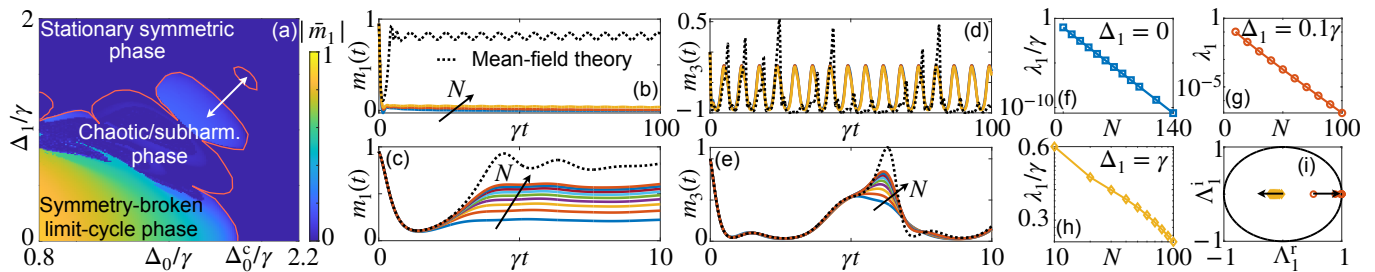 2
Δ₁/γ
0
Stationary symmetric
phase
(a)
Chaotic/subharm.
phase
Symmetry-broken
limit-cycle phase
0.8
Δ₀/γ
Δ₀ᶜ/γ
2.2
|m̄₁|
1
0
1
m₁(t)
0
Mean-field theory
N
(b)
0
γt
100
1
m₁(t)
0
N
(c)
0
γt
10
0.5
m₃(t)
−1
(d)
0
γt
100
1
m₃(t)
0
N
(e)
0
γt
10
1
λ₁/γ
10⁻¹⁰
Δ₁ = 0
(f)
0
N
140
1
λ₁
10⁻⁵
Δ₁ = 0.1γ
(g)
0
N
100
0.6
λ₁/γ
0.3
Δ₁ = γ
(h)
10
N
100
1
Λ₁ⁱ
−1
(i)
−1
Λ₁ʳ
1